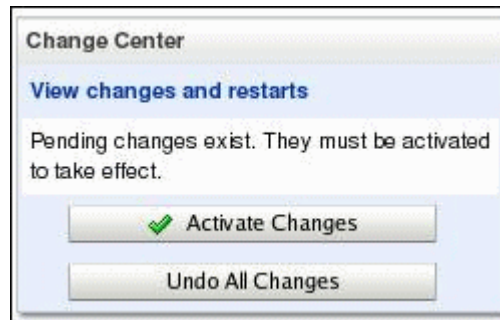 Change Center
View changes and restarts
Pending changes exist. They must be activated
to take effect.
Activate Changes
Undo All Changes